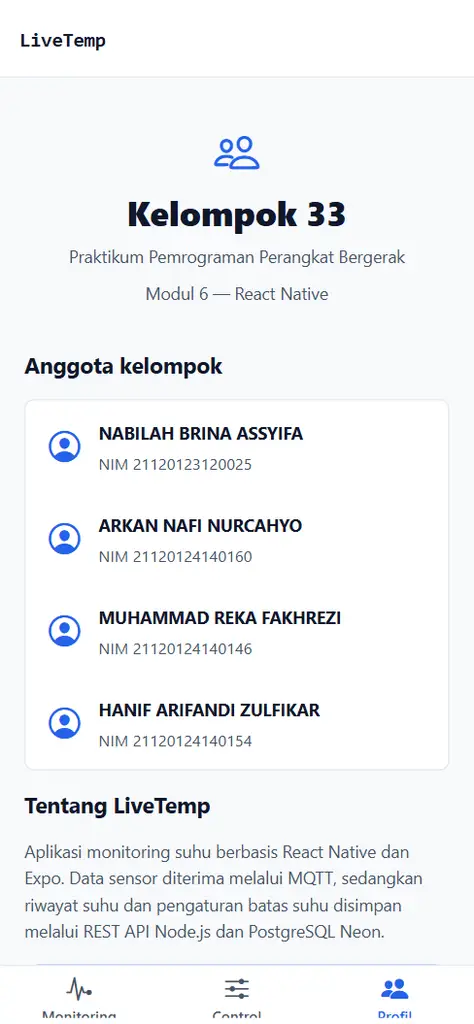 LiveTemp
Kelompok 33
Praktikum Pemrograman Perangkat Bergerak
Modul 6 — React Native
Anggota kelompok
NABILAH BRINA ASSYIFA
NIM 21120123120025
ARKAN NAFI NURCAHYO
NIM 21120124140160
MUHAMMAD REKA FAKHREZI
NIM 21120124140146
HANIF ARIFANDI ZULFIKAR
NIM 21120124140154
Tentang LiveTemp
Aplikasi monitoring suhu berbasis React Native dan
Expo. Data sensor diterima melalui MQTT, sedangkan
riwayat suhu dan pengaturan batas suhu disimpan
melalui REST API Node.js dan PostgreSQL Neon.
Monitoring
Control
Profil